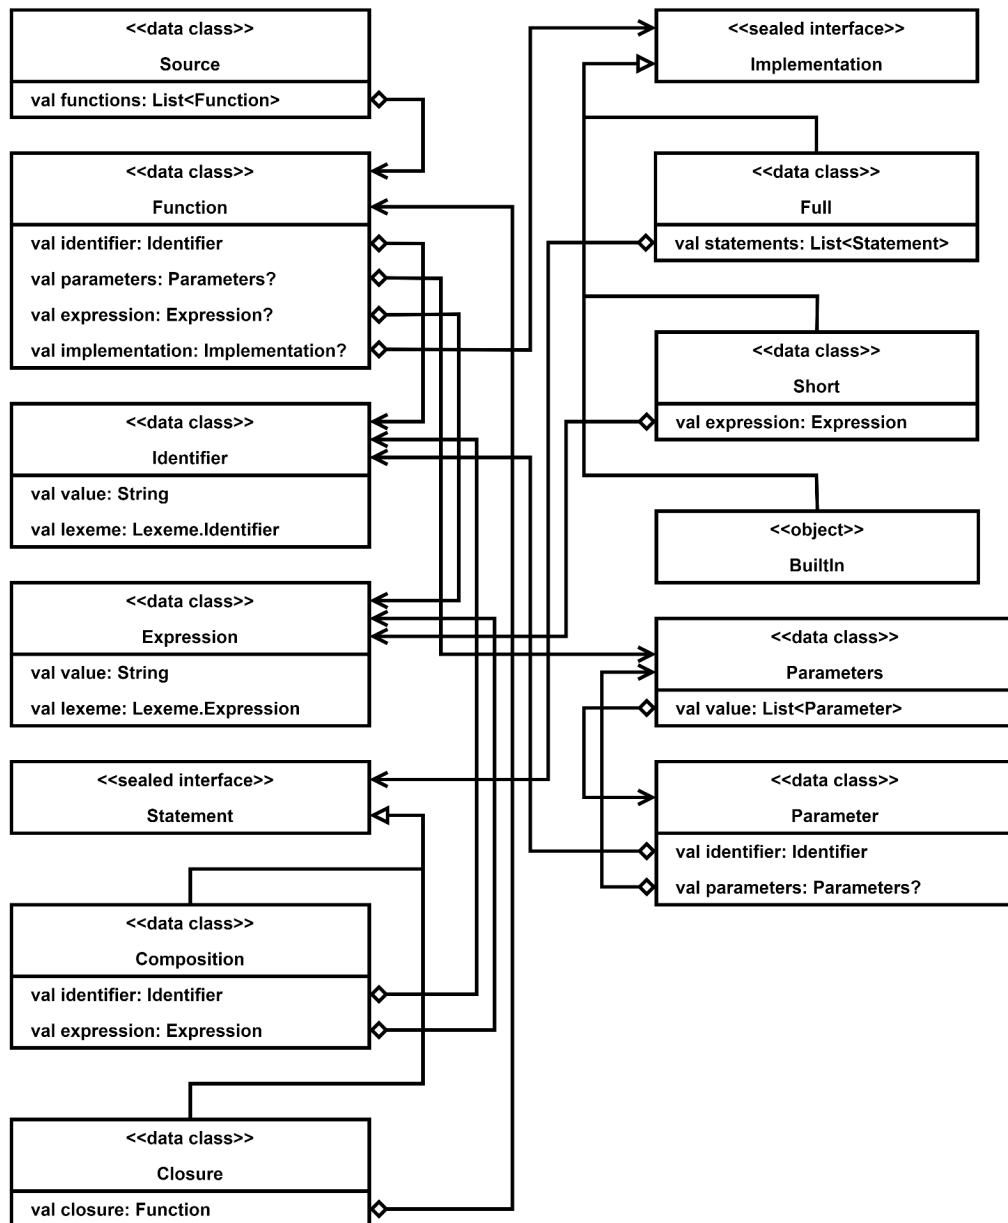 <<data class>>
Source
val functions: List<Function>
<<data class>>
Function
val identifier: Identifier
val parameters: Parameters?
val expression: Expression?
val implementation: Implementation?
<<data class>>
Identifier
val value: String
val lexeme: Lexeme.Identifier
<<data class>>
Expression
val value: String
val lexeme: Lexeme.Expression
<<sealed interface>>
Statement
<<data class>>
Composition
val identifier: Identifier
val expression: Expression
<<data class>>
Closure
val closure: Function
<<sealed interface>>
Implementation
<<data class>>
Full
val statements: List<Statement>
<<data class>>
Short
val expression: Expression
<<object>>
BuiltIn
<<data class>>
Parameters
val value: List<Parameter>
<<data class>>
Parameter
val identifier: Identifier
val parameters: Parameters?